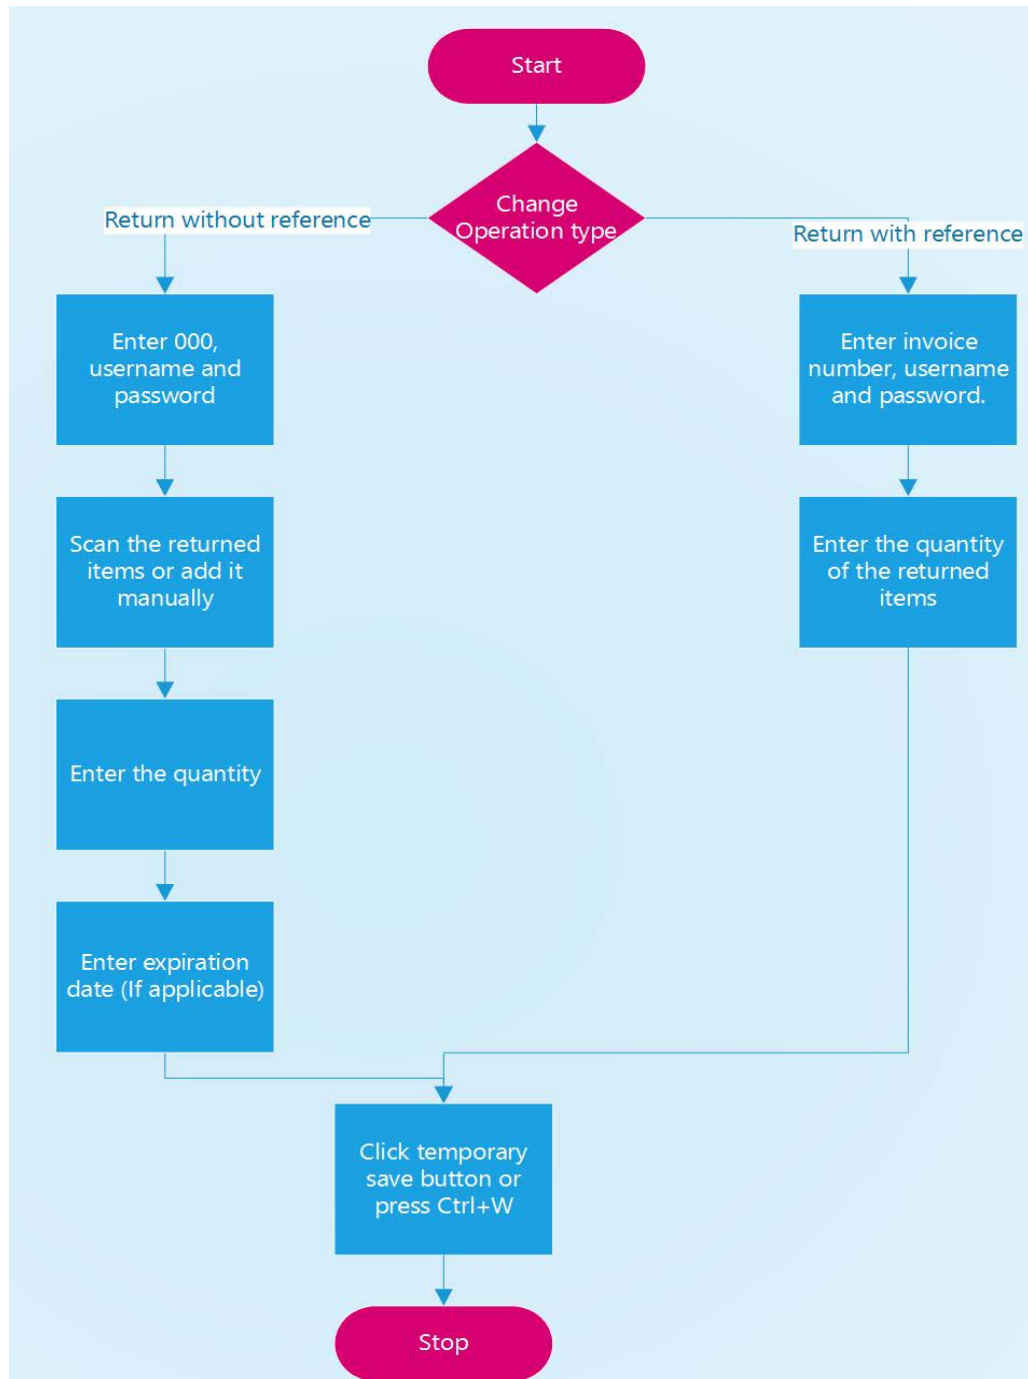 Start
Change
Operation type
Return without reference
Return with reference
Enter 000,
username and
password
Enter invoice
number, username
and password.
Scan the returned
items or add it
manually
Enter the quantity
of the returned
items
Enter the quantity
Enter expiration
date (If applicable)
Click temporary
save button or
press Ctrl+W
Stop